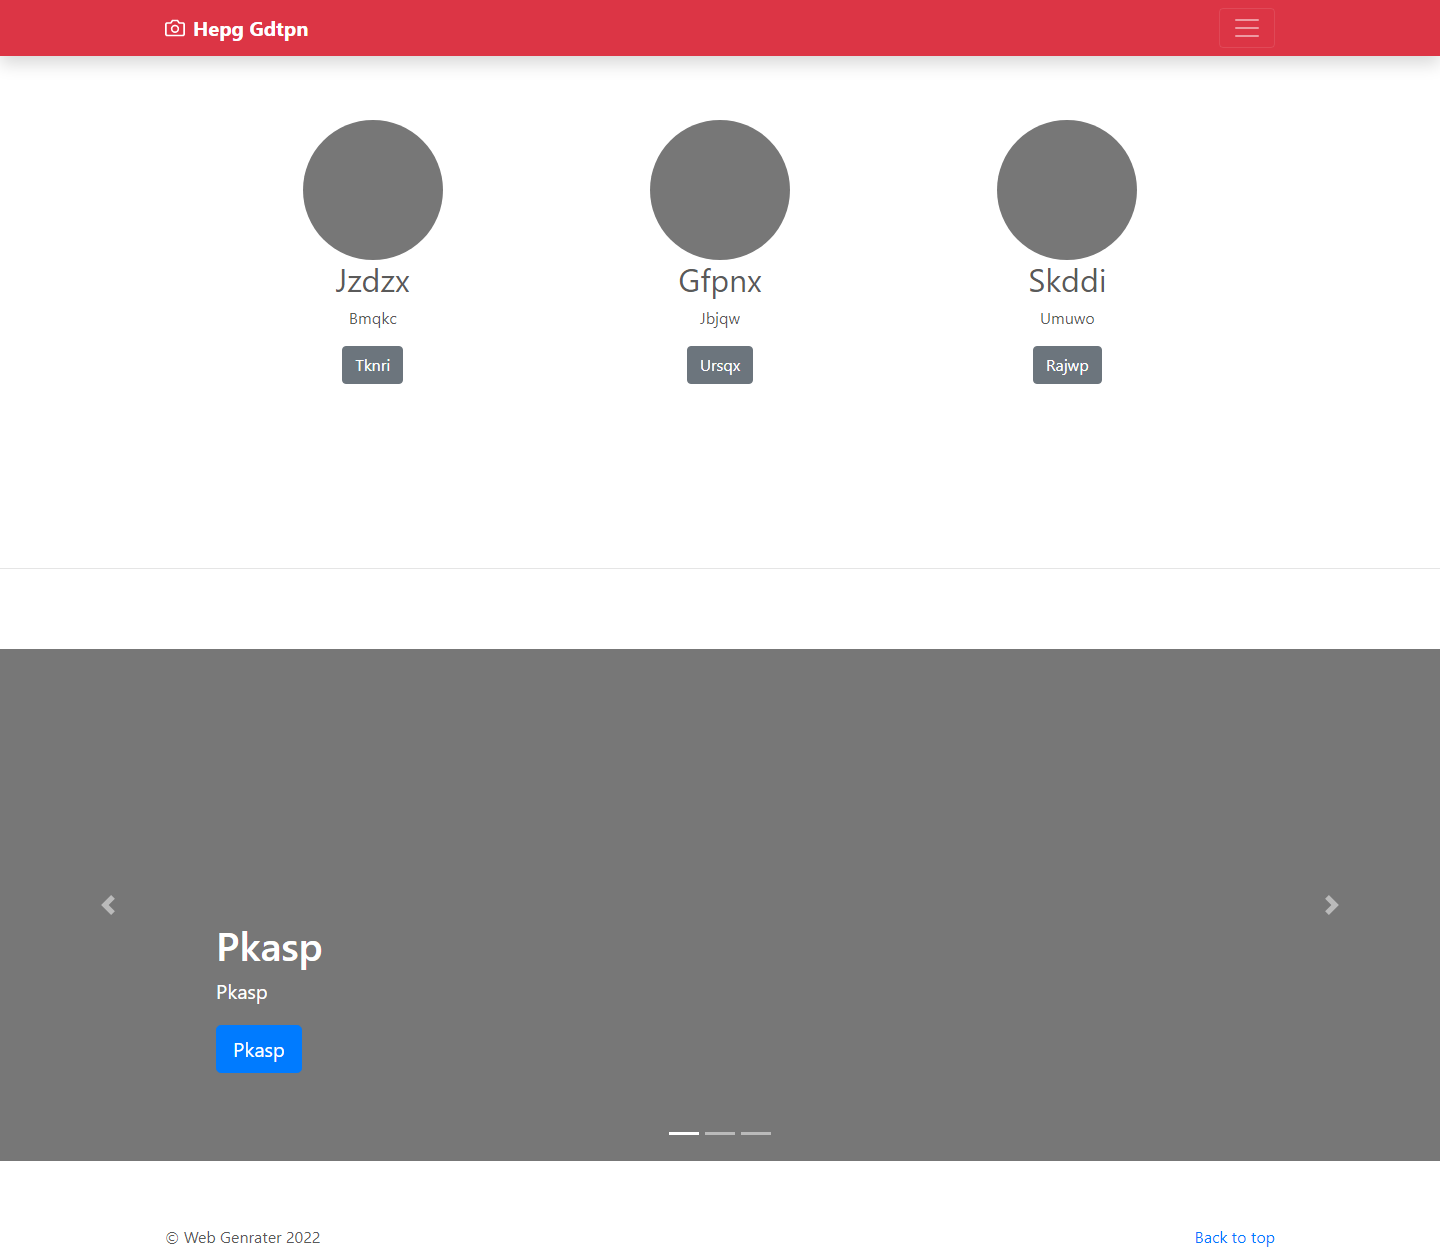 Hepg Gdtpn
Jzdzx
Gfpnx
Skddi
Bmqkc
Jbjqw
Umuwo
Tknri
Ursqx
Rajwp
Pkasp
Pkasp
Pkasp
© Web Genrater 2022
Back to top